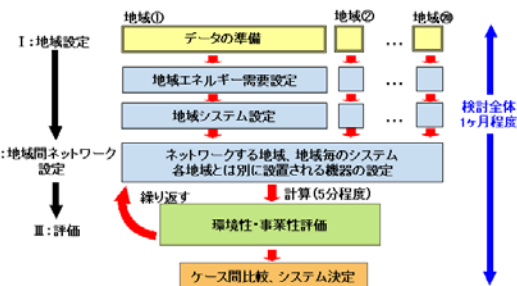 地域① 地域② 地域⑳
Ⅰ:地域設定
データの準備
…
地域エネルギー需要設定
…
地域システム設定
…
検討全体
1ヶ月程度
:地域間ネットワーク
設定
ネットワークする地域、地域毎のシステム
各地域とは別に設置される機器の設定
繰り返す
計算(5分程度)
Ⅲ:評価
環境性・事業性評価
ケース間比較、システム決定